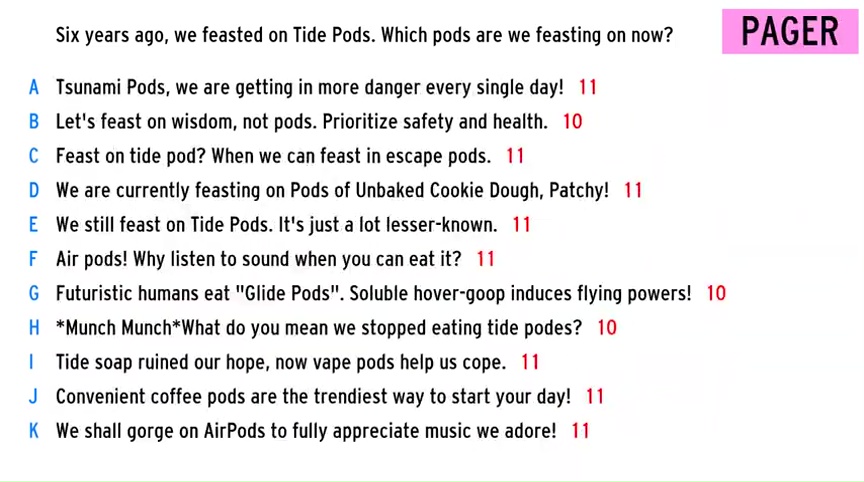 Six years ago, we feasted on Tide Pods. Which pods are we feasting on now?
PAGER
A Tsunami Pods, we are getting in more danger every single day! 11
B Let's feast on wisdom, not pods. Prioritize safety and health. 10
C Feast on tide pod? When we can feast in escape pods. 11
D We are currently feasting on Pods of Unbaked Cookie Dough, Patchy! 11
E We still feast on Tide Pods. It's just a lot lesser-known. 11
F Air pods! Why listen to sound when you can eat it? 11
G Futuristic humans eat "Glide Pods". Soluble hover-goop induces flying powers! 10
H *Munch Munch*What do you mean we stopped eating tide podes? 10
I Tide soap ruined our hope, now vape pods help us cope. 11
J Convenient coffee pods are the trendiest way to start your day! 11
K We shall gorge on AirPods to fully appreciate music we adore! 11